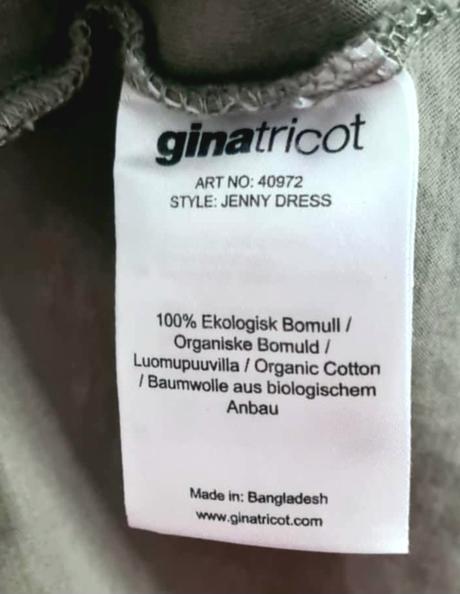 ginatricot
ART NO: 40972
STYLE: JENNY DRESS
100% Ekologisk Bomull /
Organiske Bomuld /
Luomupuuvilla / Organic Cotton
/ Baumwolle aus biologischem
Anbau
Made in: Bangladesh
www.ginatricot.com